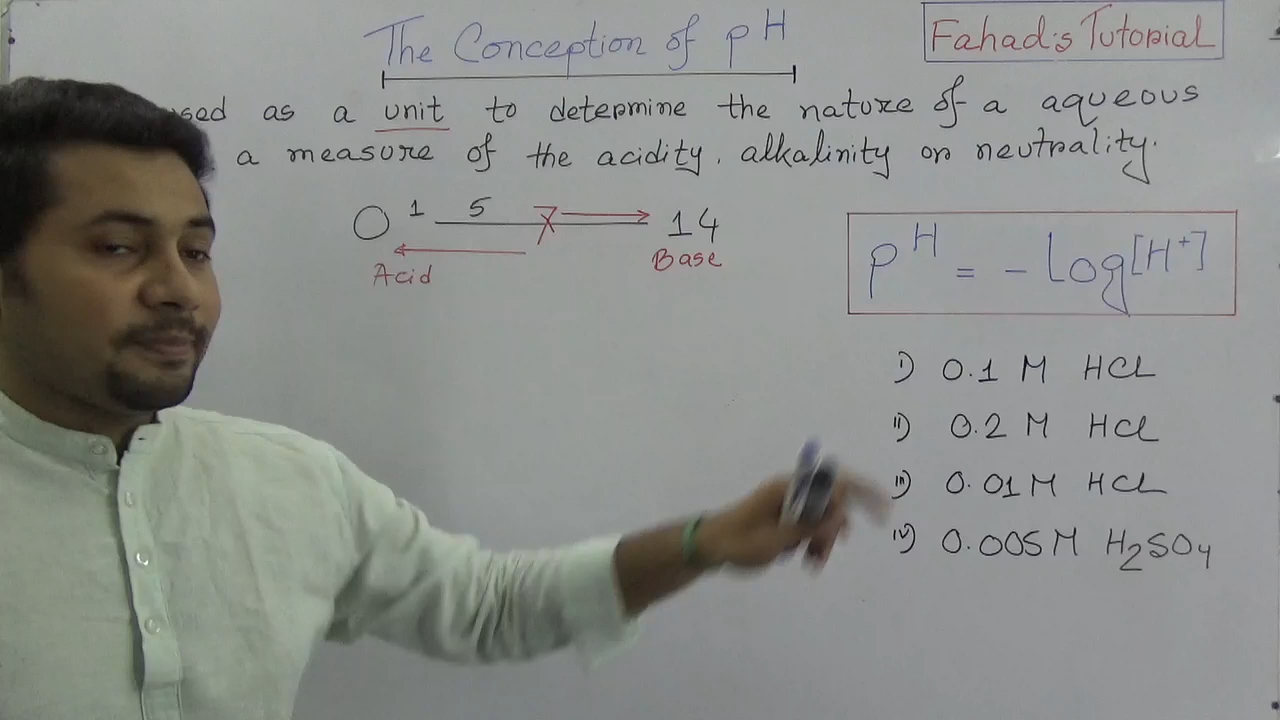 The Conception of pH
Fahad's Tutorial
as a unit to determine the nature of a aqueous
a measure of the acidity, alkalinity or neutrality.
0 1 5 7 14
Acid
Base
pH = - Log[H+]
i) 0.1 M HCL
ii) 0.2 M HCL
iii) 0.01 M HCL
iv) 0.005 M H2SO4